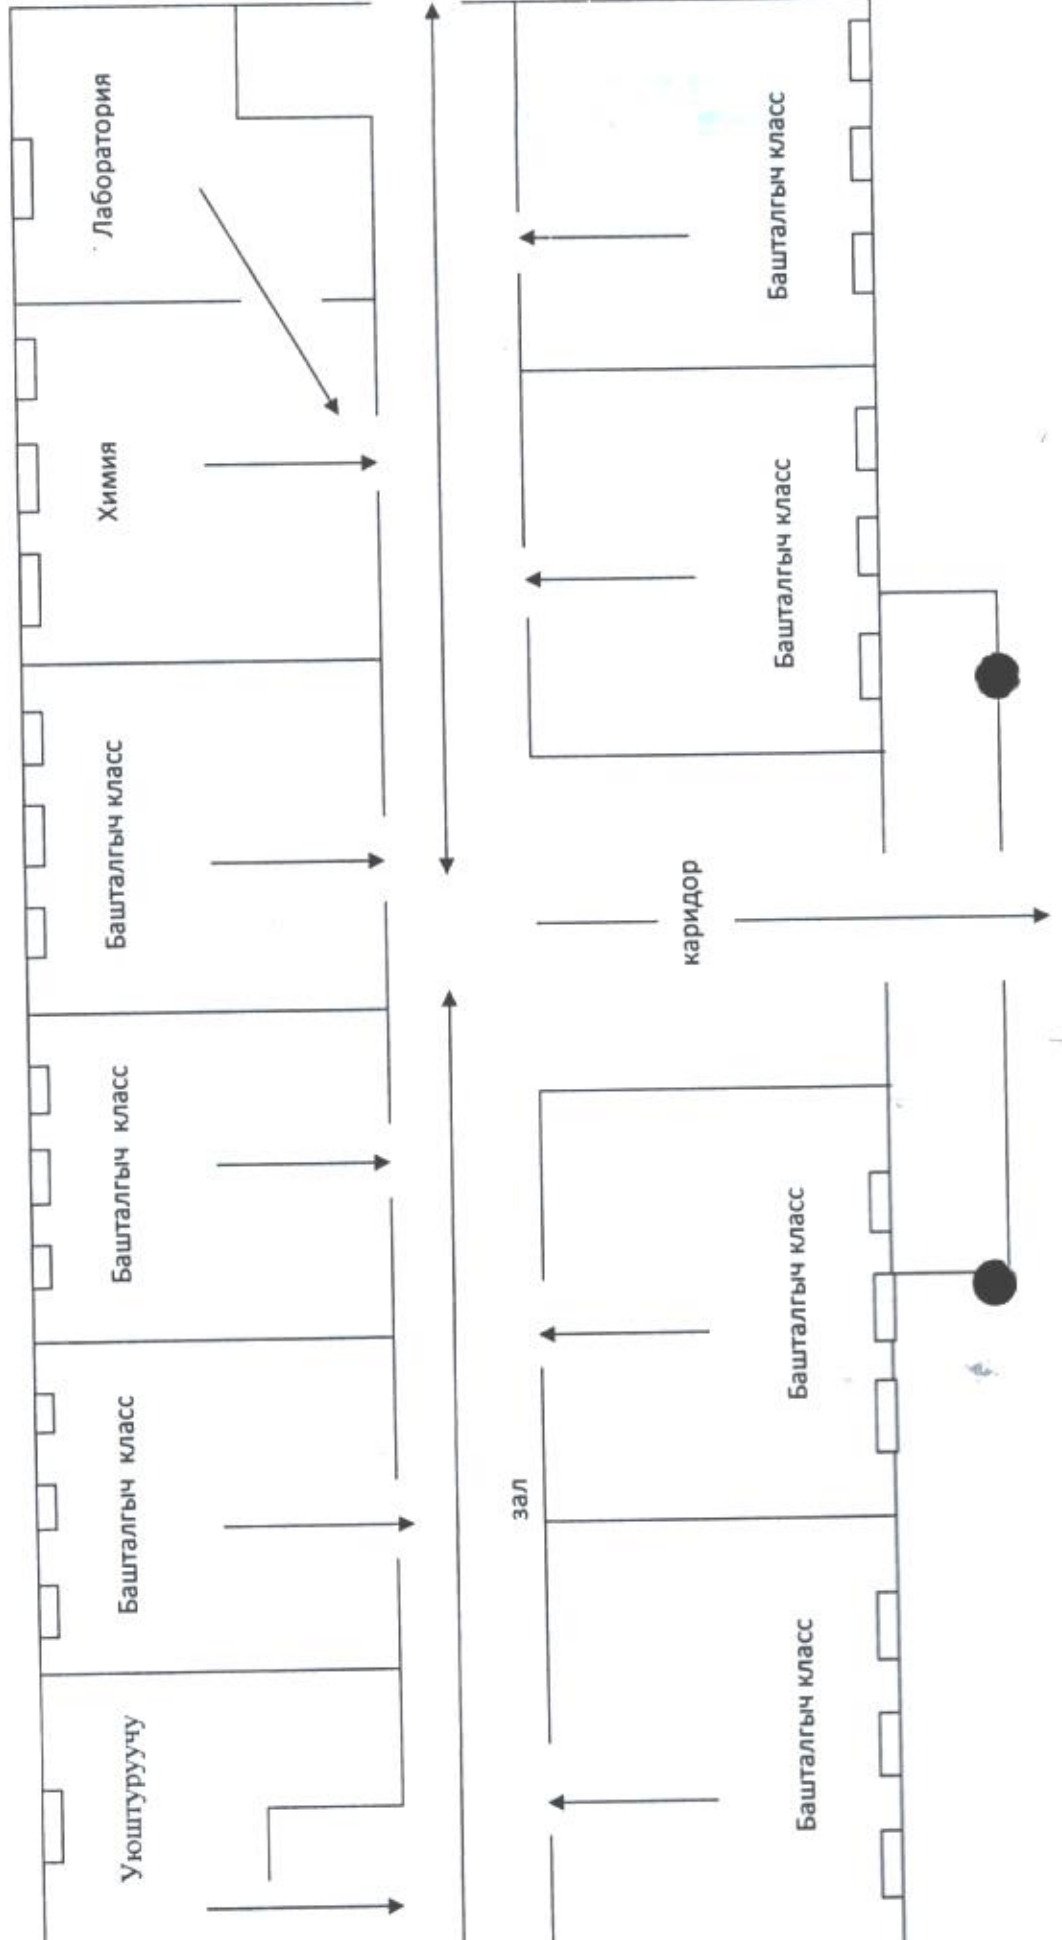 Уюштуруучу
Башталгыч класс
Башталгыч класс
Башталгыч класс
Химия
Лаборатория
зал
каридор
Башталгыч класс
Башталгыч класс
Башталгыч класс
Башталгыч класс